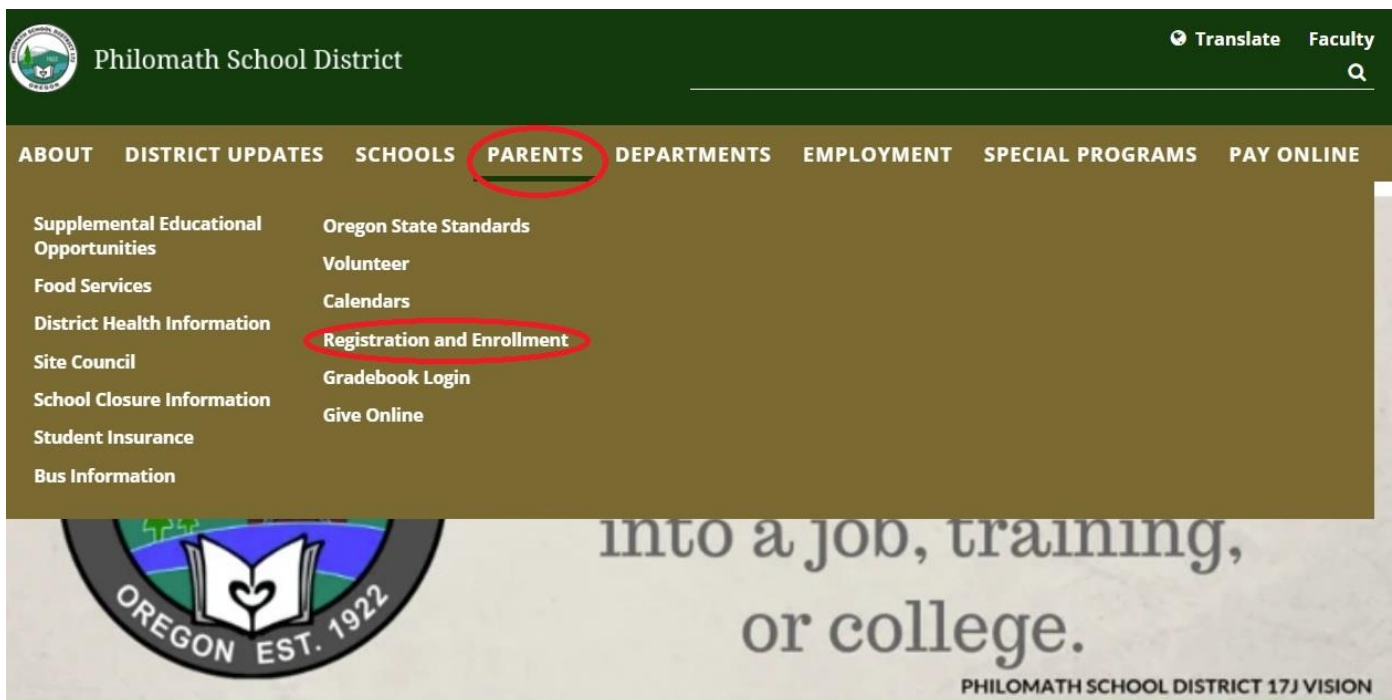 Philomath School District
Translate Faculty
ABOUT DISTRICT UPDATES SCHOOLS PARENTS DEPARTMENTS EMPLOYMENT SPECIAL PROGRAMS PAY ONLINE
Supplemental Educational
Opportunities
Food Services
District Health Information
Site Council
School Closure Information
Student Insurance
Bus Information
Oregon State Standards
Volunteer
Calendars
Registration and Enrollment
Gradebook Login
Give Online
OREGON EST. 1922
into a job, training,
or college.
PHILOMATH SCHOOL DISTRICT 17J VISION